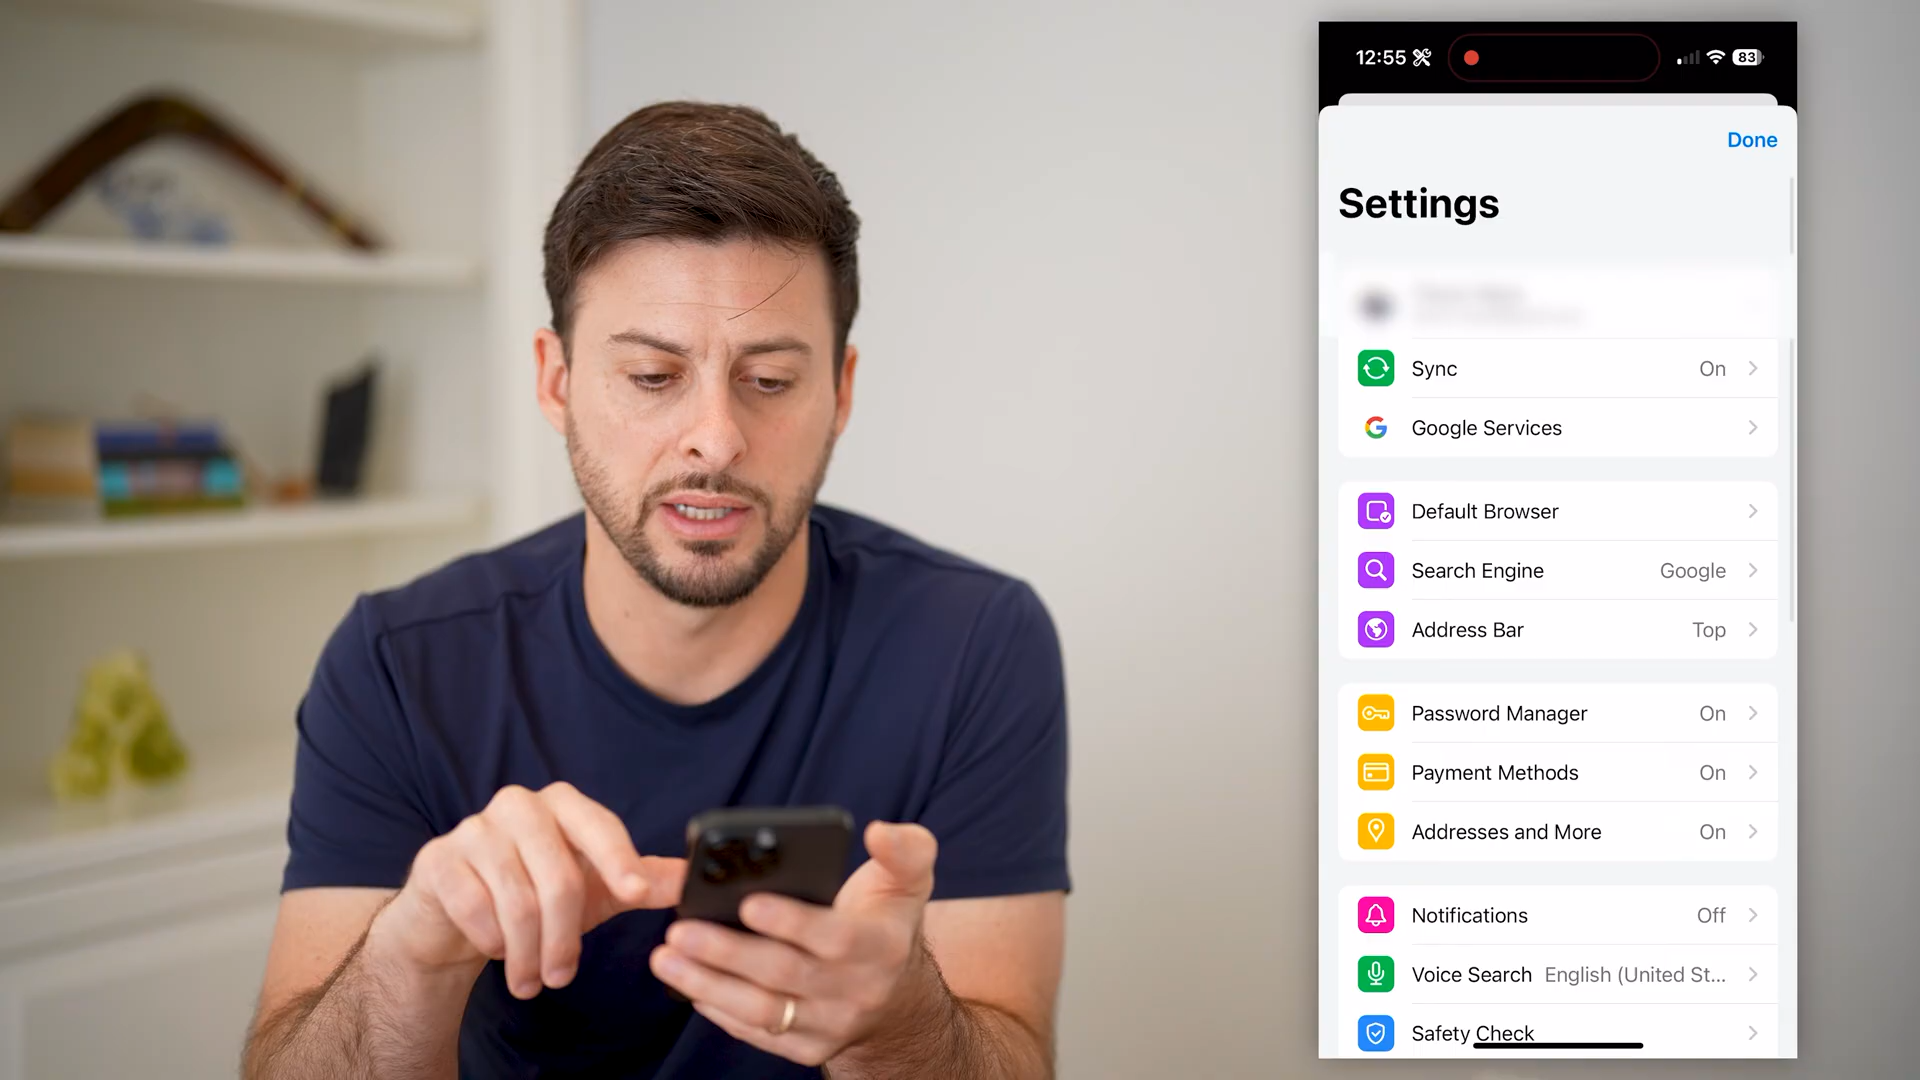 12:55
83
Done
Settings
Sync On
Google Services
Default Browser
Search Engine Google
Address Bar Top
Password Manager On
Payment Methods On
Addresses and More On
Notifications Off
Voice Search English (United St...
Safety Check